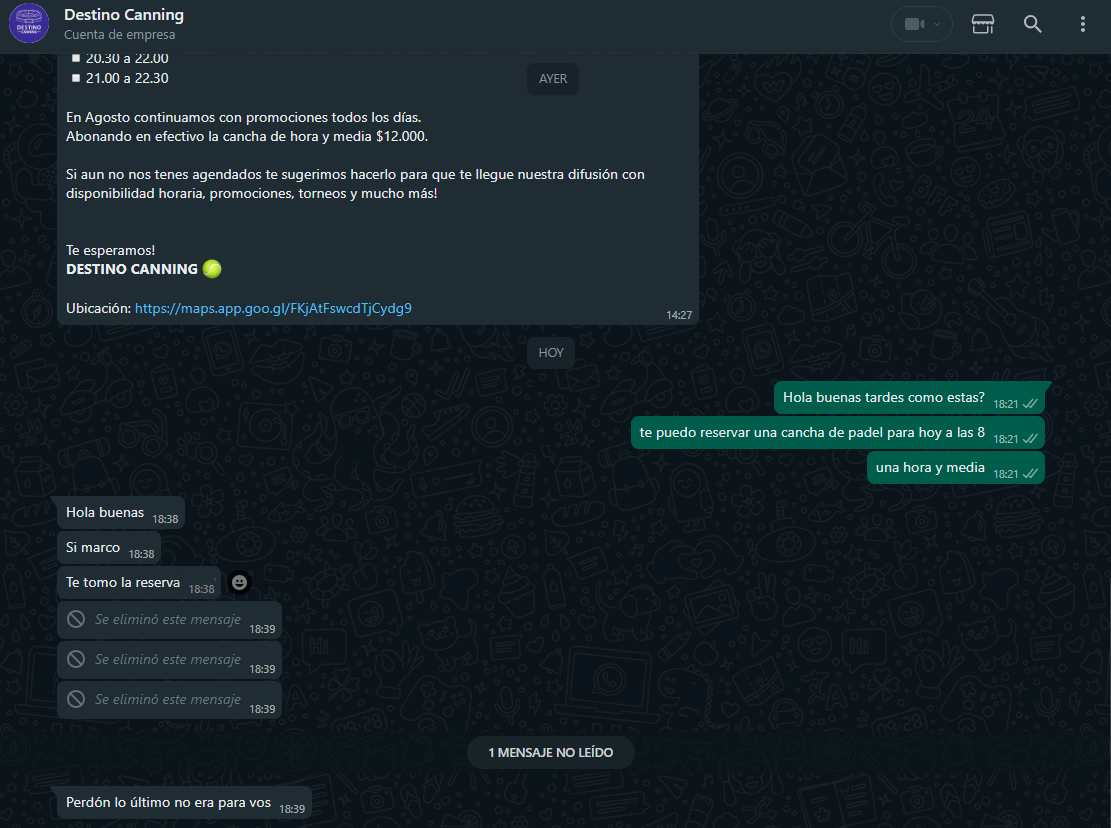 Destino Canning
Cuenta de empresa
DESTINO
CANNING
20.30 a 22.00
21.00 a 22.30
AYER
En Agosto continuamos con promociones todos los días.
Abonando en efectivo la cancha de hora y media $12.000.
Si aun no nos tenes agendados te sugerimos hacerlo para que te llegue nuestra difusión con
disponibilidad horaria, promociones, torneos y mucho más!
Te esperamos!
DESTINO CANNING
Ubicación: https://maps.app.goo.gl/FKjAtFswcdTjCydg9
14:27
HOY
Hola buenas tardes como estas? 18:21
te puedo reservar una cancha de padel para hoy a las 8 18:21
una hora y media 18:21
Hola buenas 18:38
Si marco 18:38
Te tomo la reserva 18:38
Se eliminó este mensaje 18:39
Se eliminó este mensaje 18:39
Se eliminó este mensaje 18:39
1 MENSAJE NO LEÍDO
Perdón lo último no era para vos 18:39